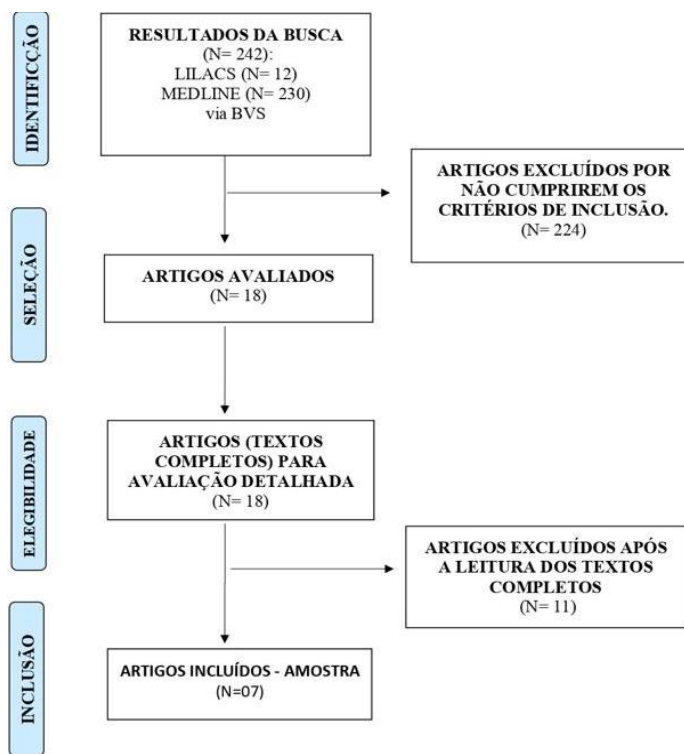 IDENTIFICÇÃO
RESULTADOS DA BUSCA
(N= 242):
LILACS (N= 12)
MEDLINE (N= 230)
via BVS
ARTIGOS EXCLUÍDOS POR
NÃO CUMPRIREM OS
CRITÉRIOS DE INCLUSÃO.
(N= 224)
SELEÇÃO
ARTIGOS AVALIADOS
(N= 18)
ELEGIBILIDADE
ARTIGOS (TEXTOS
COMPLETOS) PARA
AVALIAÇÃO DETALHADA
(N= 18)
ARTIGOS EXCLUÍDOS APÓS
A LEITURA DOS TEXTOS
COMPLETOS
(N= 11)
INCLUSÃO
ARTIGOS INCLUÍDOS - AMOSTRA
(N=07)